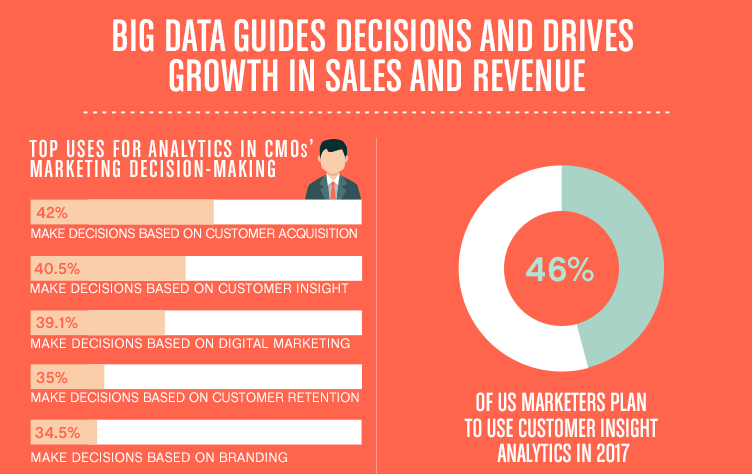 BIG DATA GUIDES DECISIONS AND DRIVES
GROWTH IN SALES AND REVENUE
TOP USES FOR ANALYTICS IN CMOs’
MARKETING DECISION-MAKING
42%
MAKE DECISIONS BASED ON CUSTOMER ACQUISITION
40.5%
MAKE DECISIONS BASED ON CUSTOMER INSIGHT
39.1%
MAKE DECISIONS BASED ON DIGITAL MARKETING
35%
MAKE DECISIONS BASED ON CUSTOMER RETENTION
34.5%
MAKE DECISIONS BASED ON BRANDING
46%
OF US MARKETERS PLAN
TO USE CUSTOMER INSIGHT
ANALYTICS IN 2017